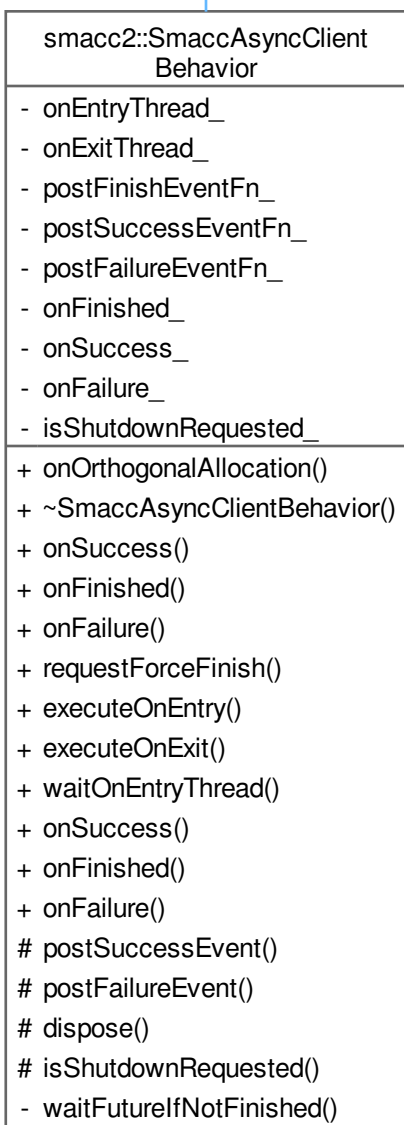 smacc2::SmaccAsyncClient
Behavior
- onEntryThread_
- onExitThread_
- postFinishEventFn_
- postSuccessEventFn_
- postFailureEventFn_
- onFinished_
- onSuccess_
- onFailure_
- isShutdownRequested_
+ onOrthogonalAllocation()
+ ~SmaccAsyncClientBehavior()
+ onSuccess()
+ onFinished()
+ onFailure()
+ requestForceFinish()
+ executeOnEntry()
+ executeOnExit()
+ waitOnEntryThread()
+ onSuccess()
+ onFinished()
+ onFailure()
# postSuccessEvent()
# postFailureEvent()
# dispose()
# isShutdownRequested()
- waitFutureIfNotFinished()